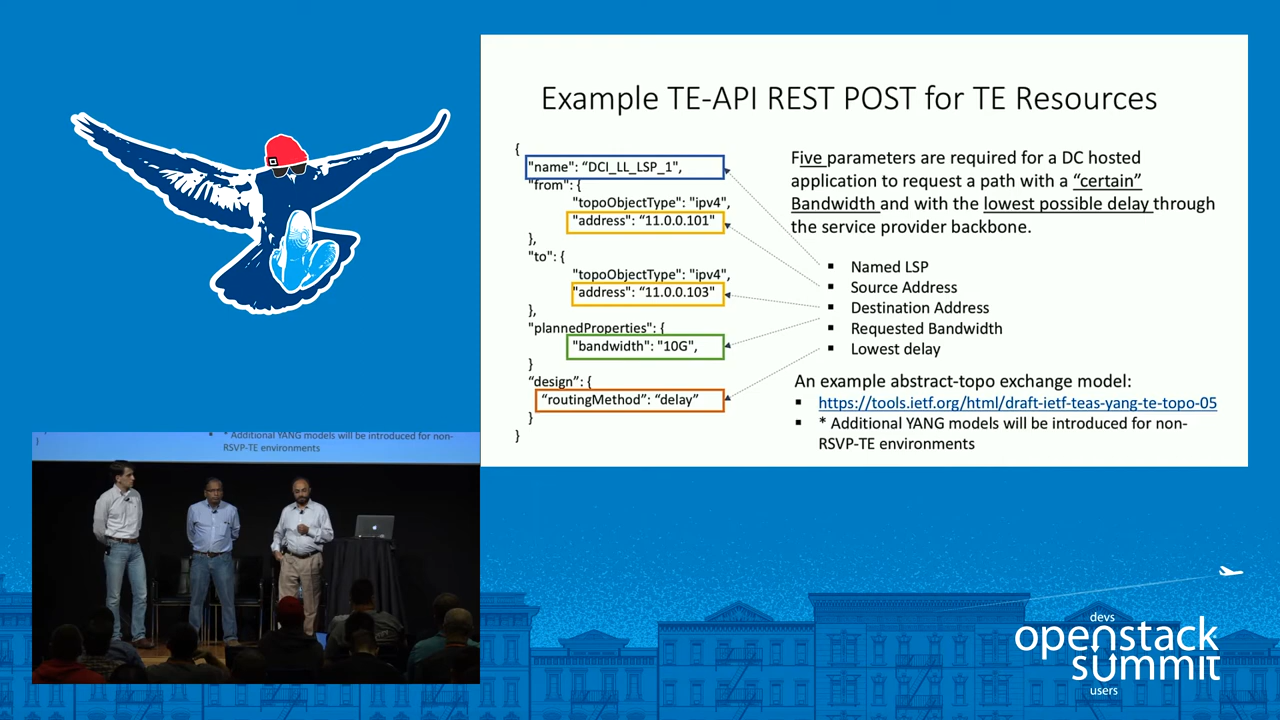 Example TE-API REST POST for TE Resources
{
"name": “DCI_LL_LSP_1",
"from": {
"topoObjectType": "ipv4",
"address": “11.0.0.101"
},
"to": {
"topoObjectType": "ipv4",
"address": “11.0.0.103"
},
"plannedProperties": {
"bandwidth": "10G",
}
“design”: {
“routingMethod”: “delay”
}
}
Five parameters are required for a DC hosted
application to request a path with a “certain”
Bandwidth and with the lowest possible delay through
the service provider backbone.
▪ Named LSP
▪ Source Address
▪ Destination Address
▪ Requested Bandwidth
▪ Lowest delay
An example abstract-topo exchange model:
▪ https://tools.ietf.org/html/draft-ietf-teas-yang-te-topo-05
▪ * Additional YANG models will be introduced for non-
RSVP-TE environments
}
▪ * Additional YANG models will be introduced for non-
RSVP-TE environments
devs
openstack
summit
users